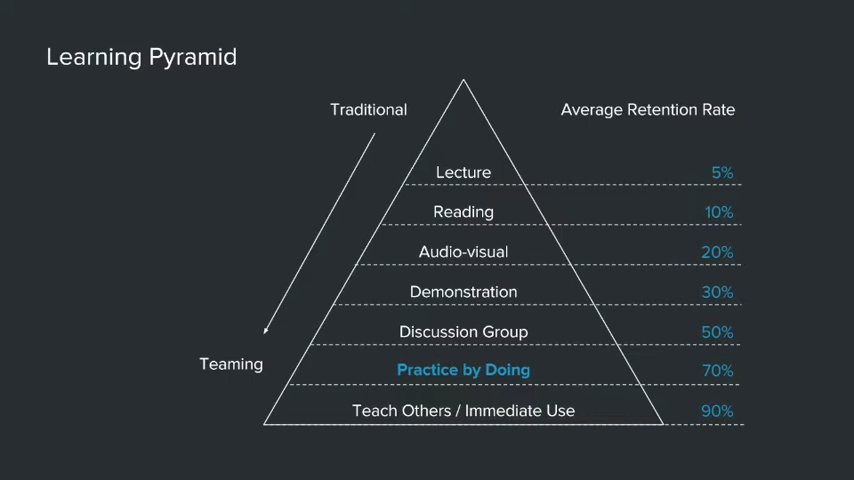 Learning Pyramid
Traditional
Average Retention Rate
Lecture 5%
Reading 10%
Audio-visual 20%
Demonstration 30%
Discussion Group 50%
Teaming
Practice by Doing 70%
Teach Others / Immediate Use 90%